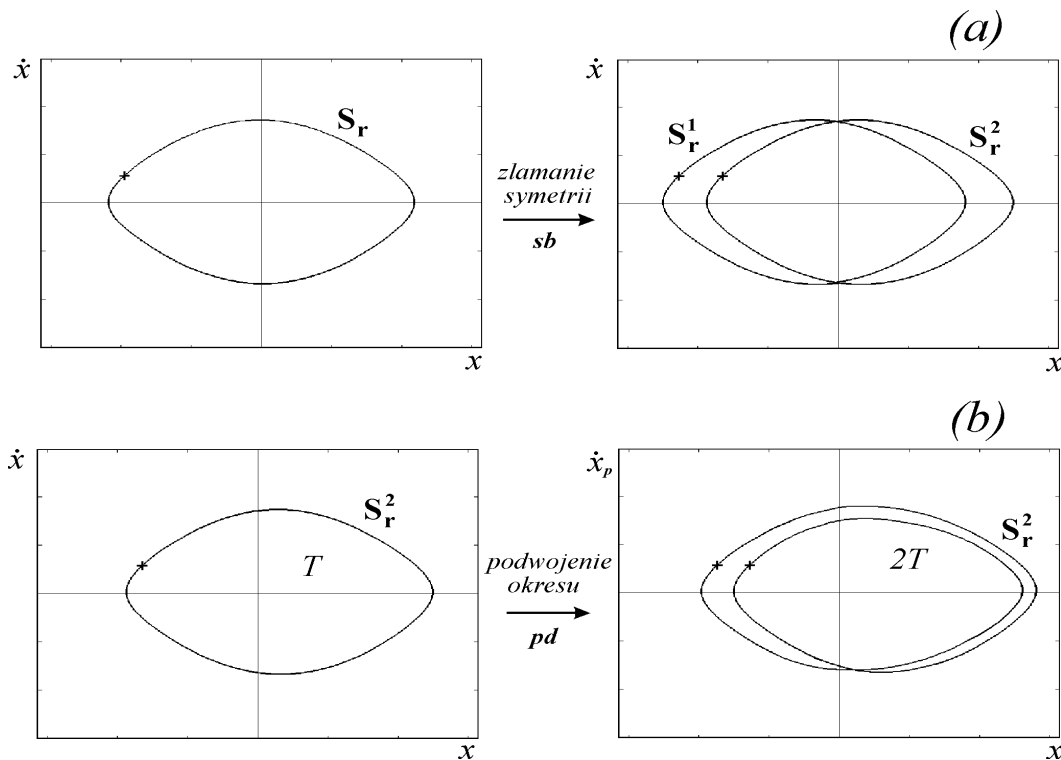 (a)
ẋ
S_r
x
zlamanie
symetrii
sb
ẋ
S_r^1
S_r^2
x
(b)
ẋ
S_r^2
T
x
podwojenie
okresu
pd
ẋ_p
S_r^2
2T
x